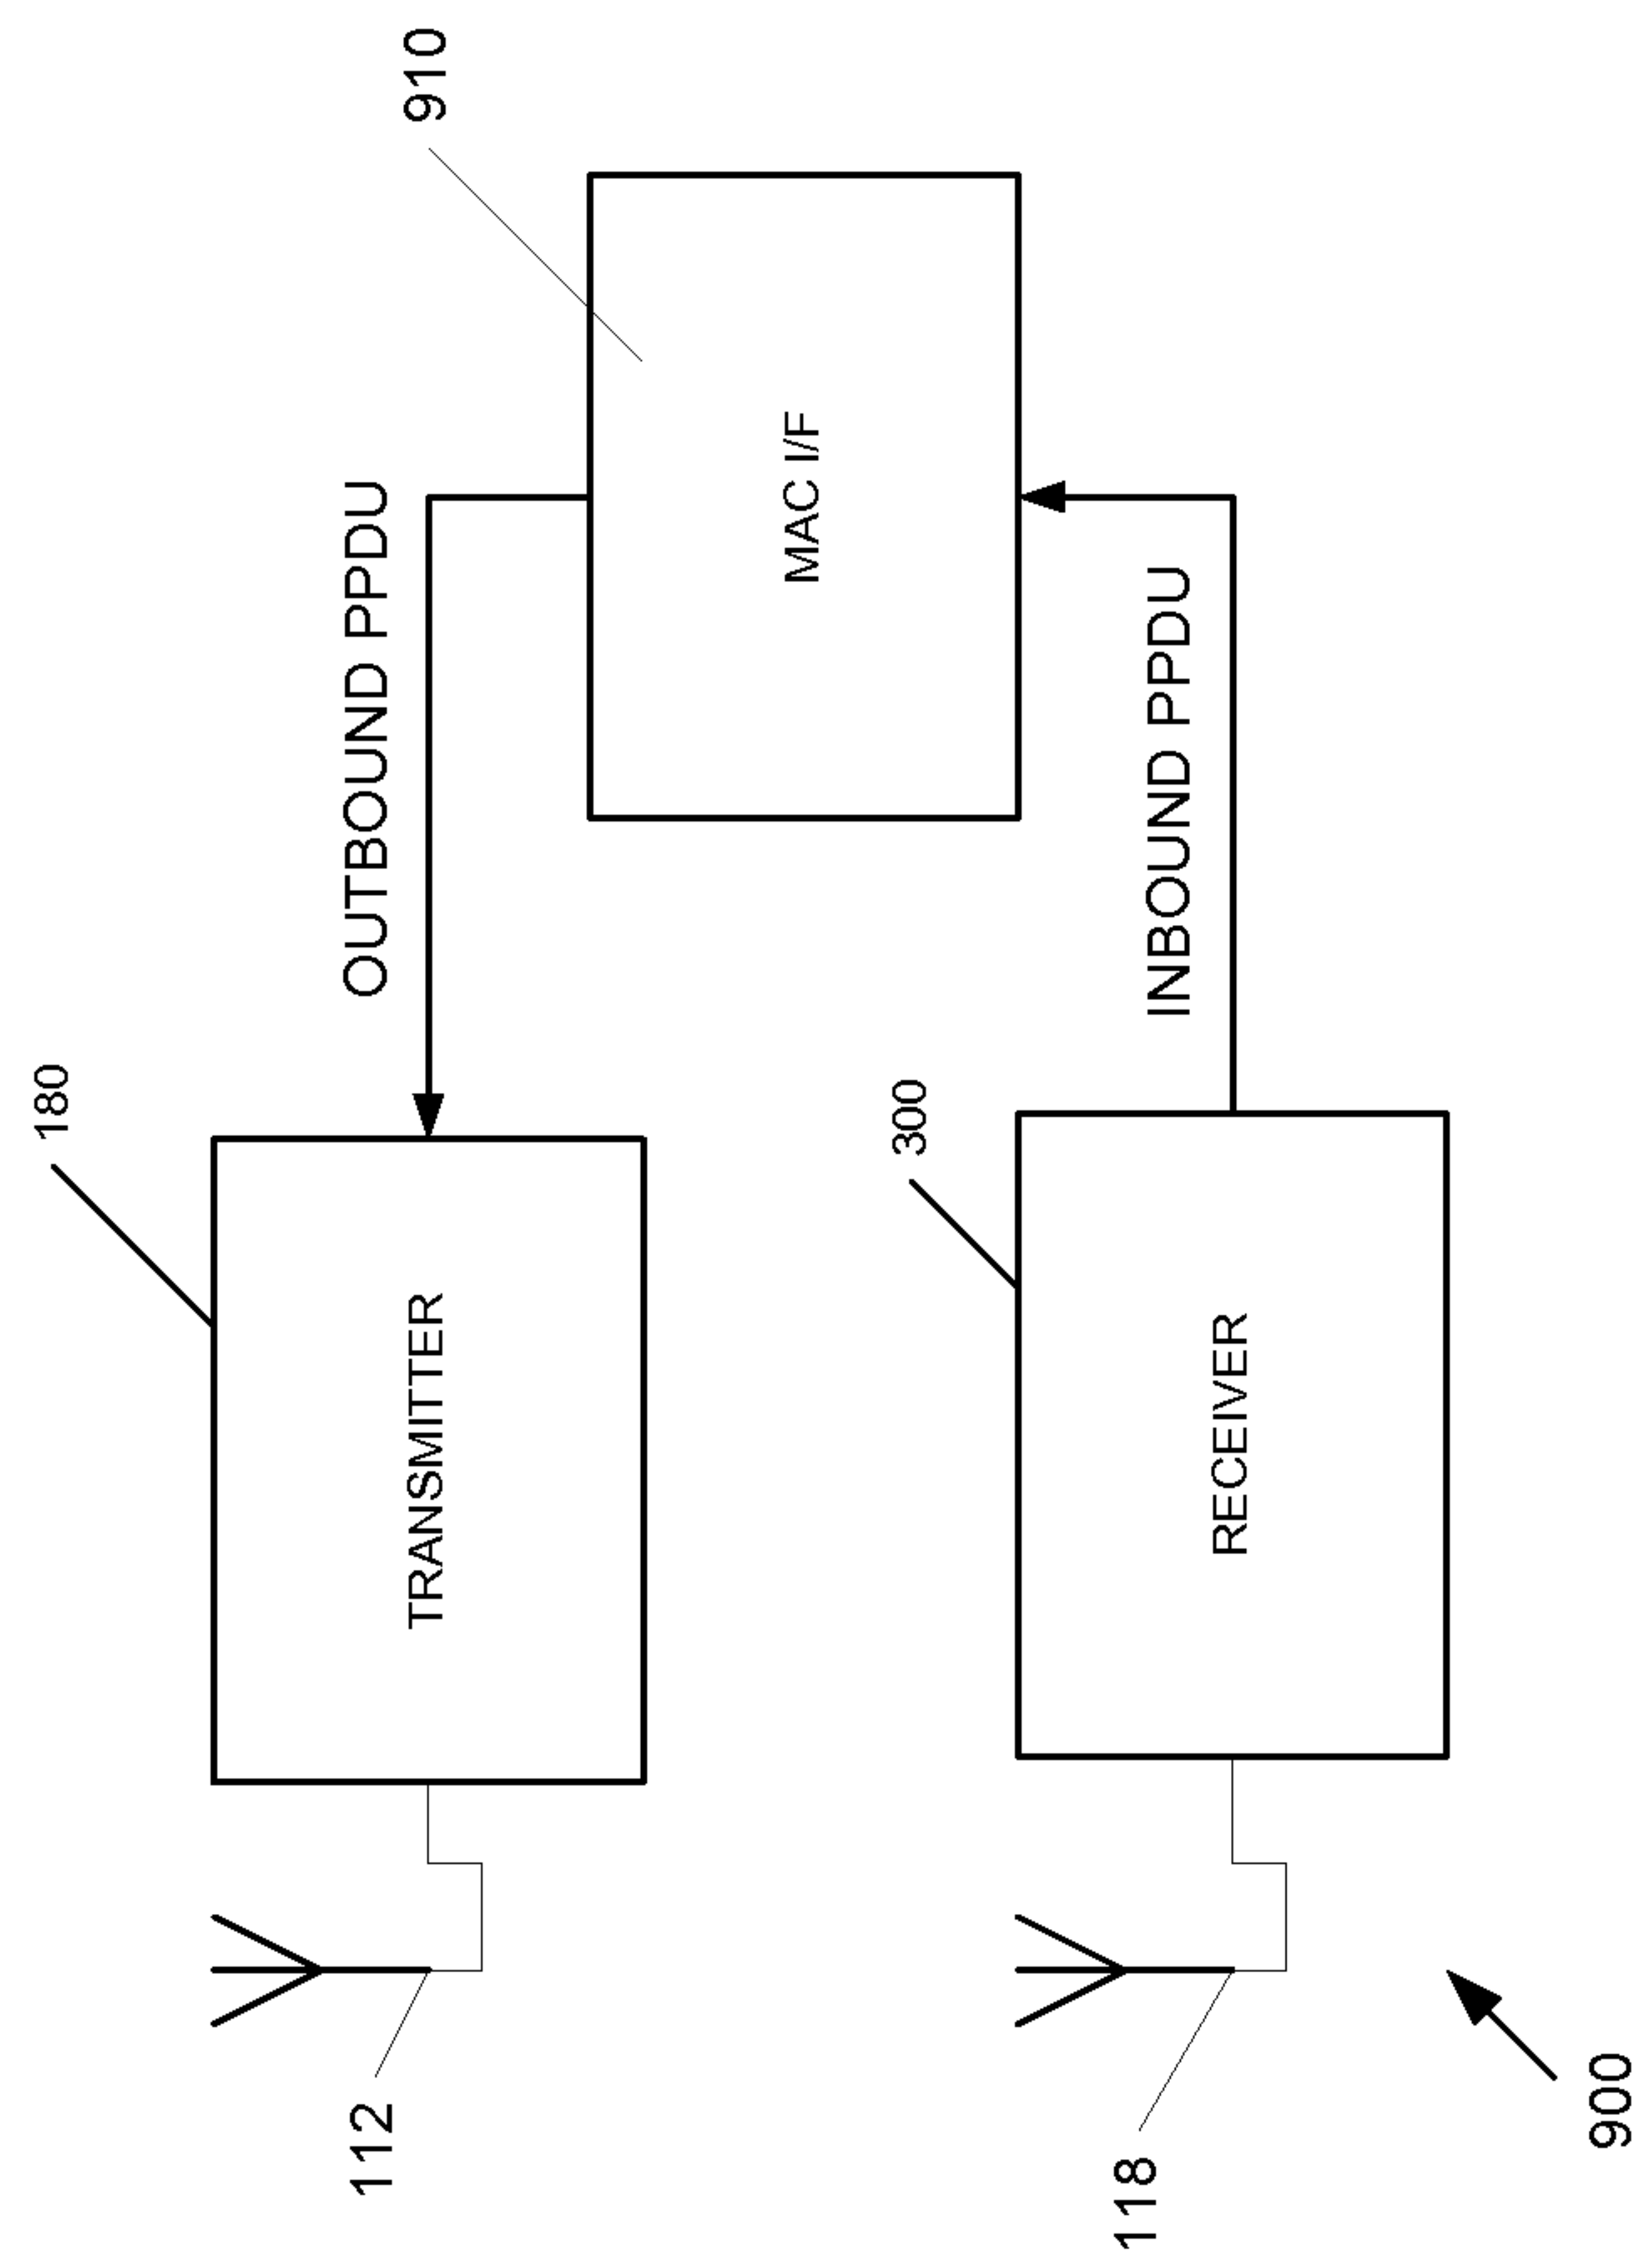 112
180
TRANSMITTER
OUTBOUND PPDU
910
MAC I/F
118
300
RECEIVER
INBOUND PPDU
900